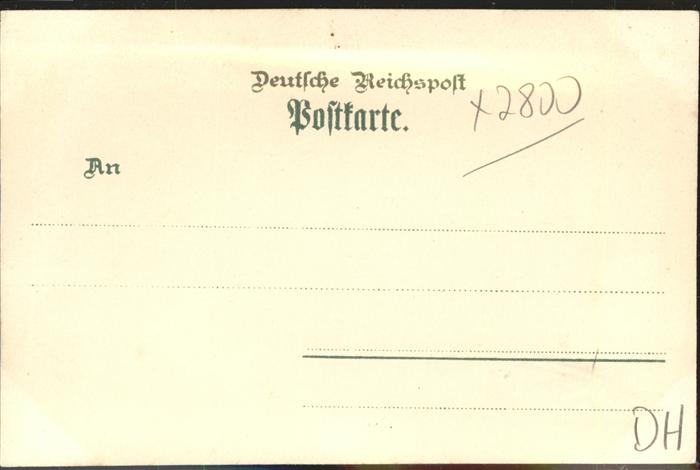 Deutſche Reichspoſt
x2800
Poſtkarte.
An
DH